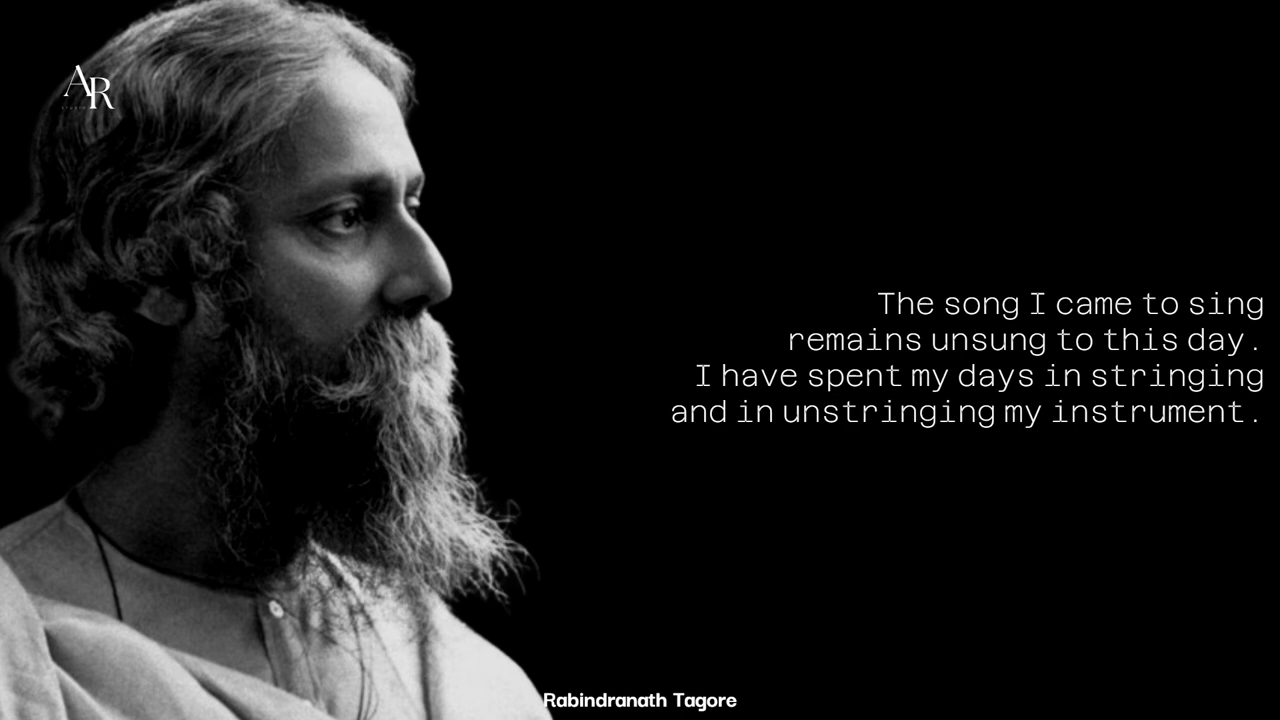 AR
The song I came to sing
remains unsung to this day.
I have spent my days in stringing
and in unstringing my instrument.
Rabindranath Tagore